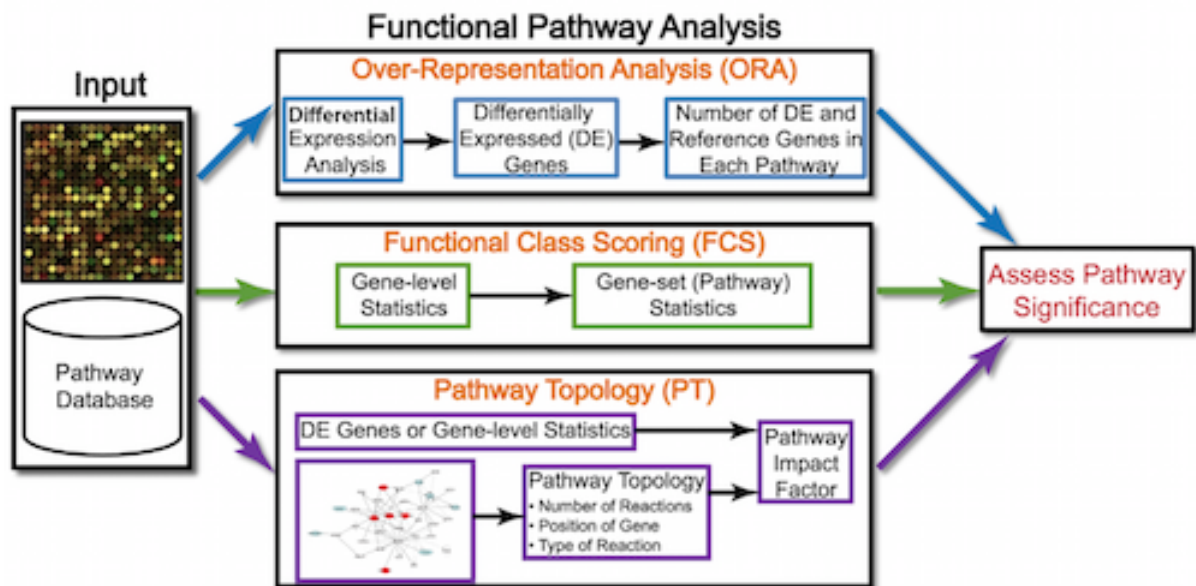 Functional Pathway Analysis
Input
Pathway
Database
Over-Representation Analysis (ORA)
Differential
Expression
Analysis
Differentially
Expressed (DE)
Genes
Number of DE and
Reference Genes in
Each Pathway
Functional Class Scoring (FCS)
Gene-level
Statistics
Gene-set (Pathway)
Statistics
Pathway Topology (PT)
DE Genes or Gene-level Statistics
Pathway Topology
• Number of Reactions
• Position of Gene
• Type of Reaction
Pathway
Impact
Factor
Assess Pathway
Significance